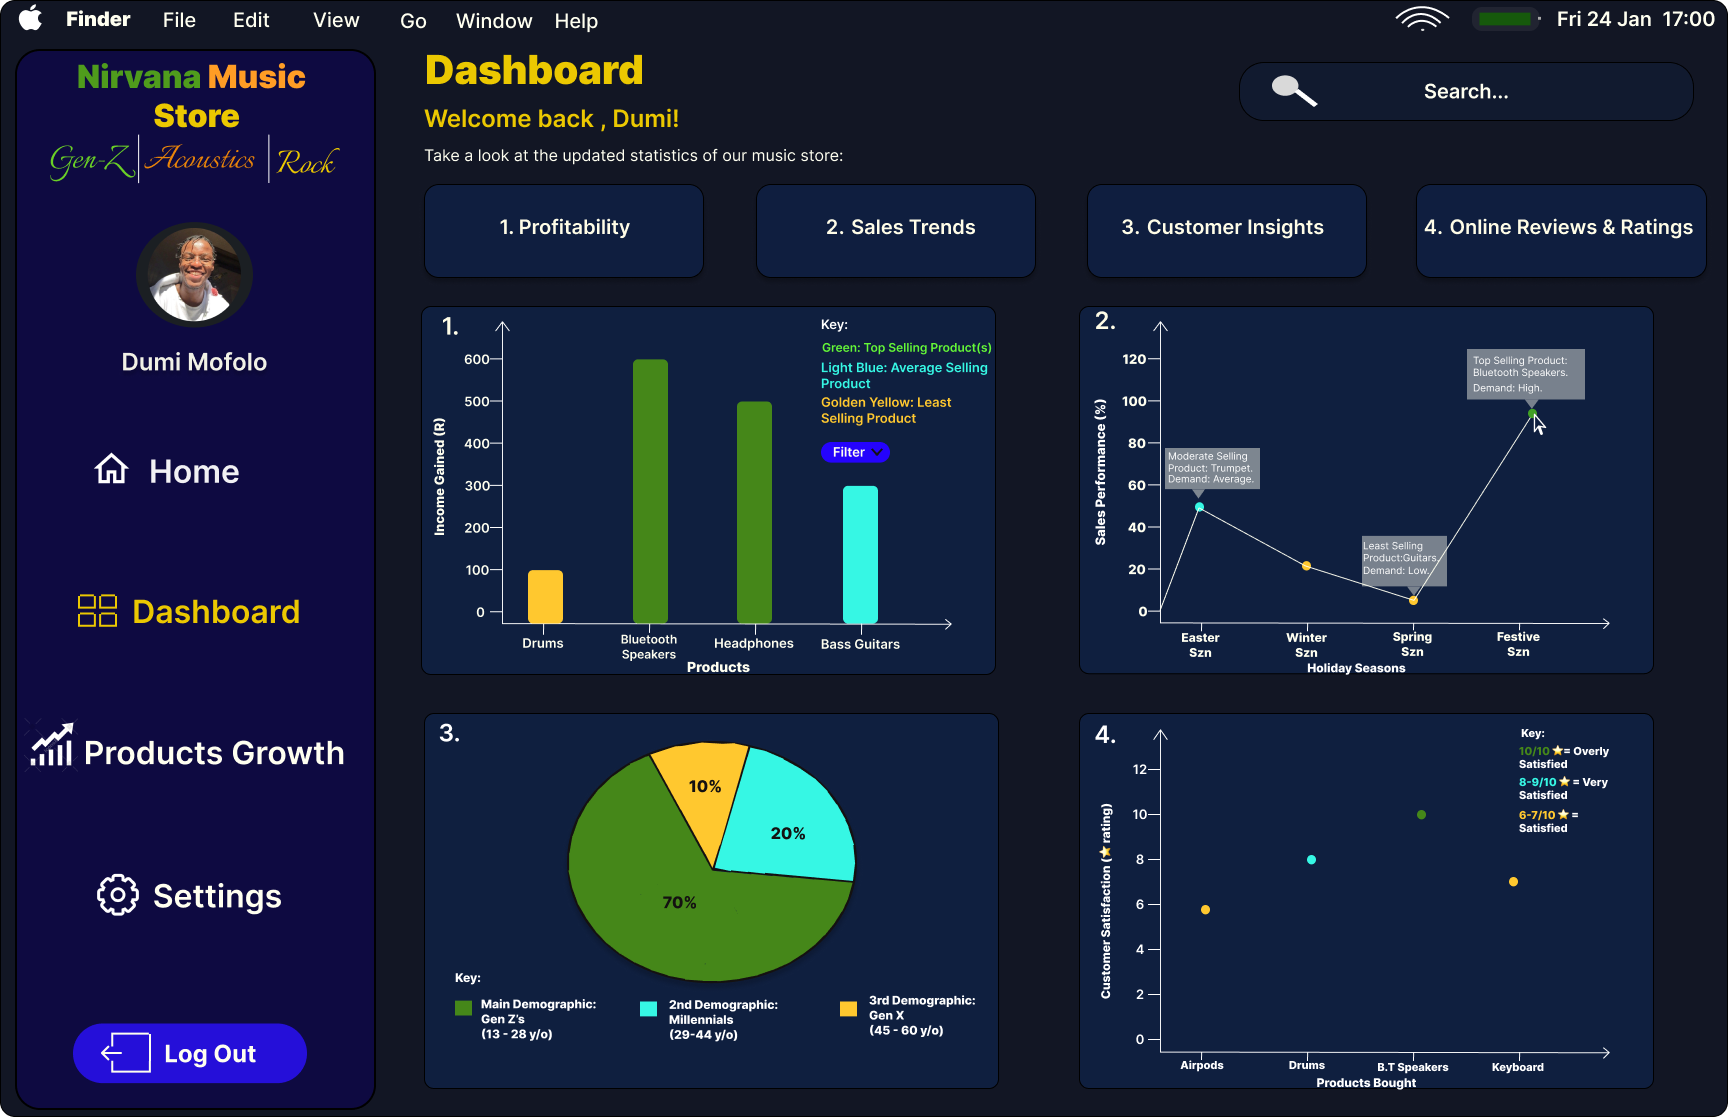 Finder File Edit View Go Window Help Fri 24 Jan 17:00
Nirvana Music
Store
Gen-Z Acoustics Rock
Dumi Mofolo
Home
Dashboard
Products Growth
Settings
Log Out
Dashboard
Welcome back , Dumi!
Take a look at the updated statistics of our music store:
Search...
1. Profitability
2. Sales Trends
3. Customer Insights
4. Online Reviews & Ratings
1.
Income Gained (R)
600
500
400
300
200
100
0
Drums
Bluetooth
Speakers
Headphones
Bass Guitars
Products
Key:
Green: Top Selling Product(s)
Light Blue: Average Selling
Product
Golden Yellow: Least
Selling Product
Filter
2.
Sales Performance (%)
120
100
80
60
40
20
0
Moderate Selling
Product: Trumpet.
Demand: Average.
Least Selling
Product:Guitars.
Demand: Low.
Top Selling Product:
Bluetooth Speakers.
Demand: High.
Easter
Szn
Winter
Szn
Spring
Szn
Festive
Szn
Holiday Seasons
3.
10%
20%
70%
Key:
Main Demographic:
Gen Z's
(13 - 28 y/o)
2nd Demographic:
Millennials
(29-44 y/o)
3rd Demographic:
Gen X
(45 - 60 y/o)
4.
Customer Satisfaction (⭐ rating)
12
10
8
6
4
2
0
Airpods
Drums
B.T Speakers
Keyboard
Products Bought
Key:
10/10 ⭐= Overly
Satisfied
8-9/10 ⭐ = Very
Satisfied
6-7/10 ⭐ =
Satisfied